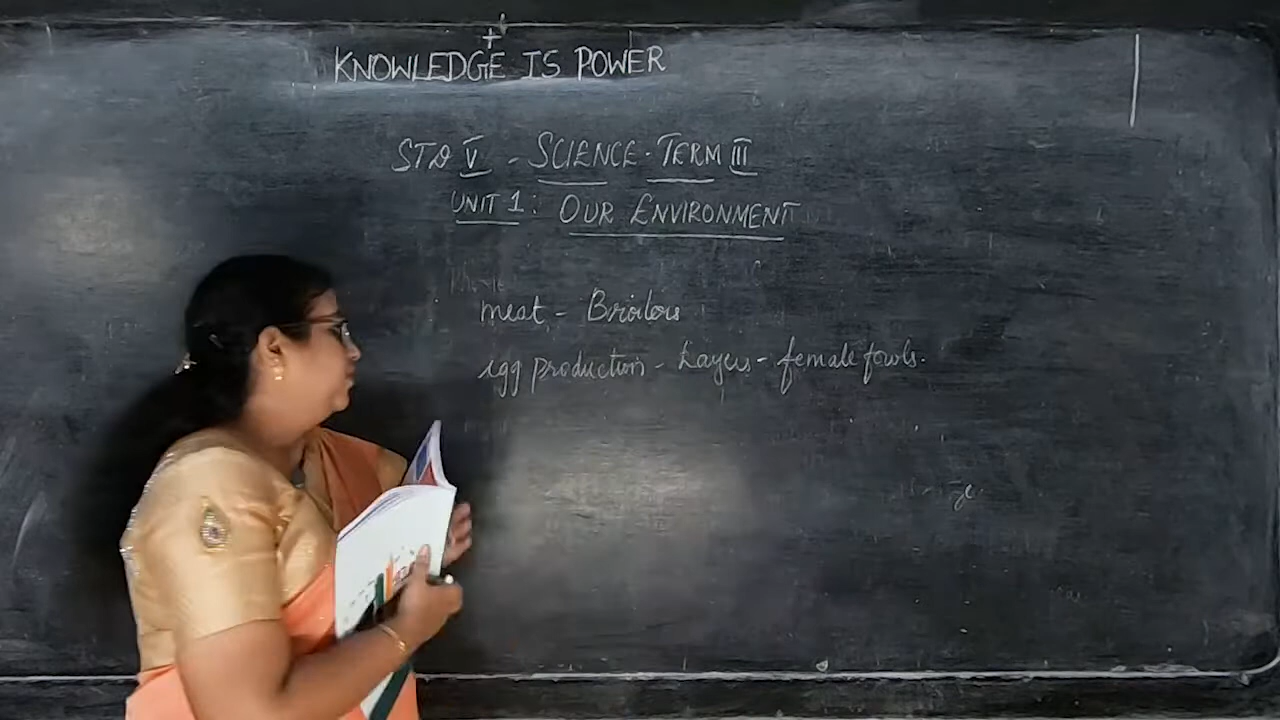 KNOWLEDGE IS POWER
STD V - SCIENCE - TERM III
UNIT 1: OUR ENVIRONMENT
meat - Broilers
egg production - Layers - female fowls.